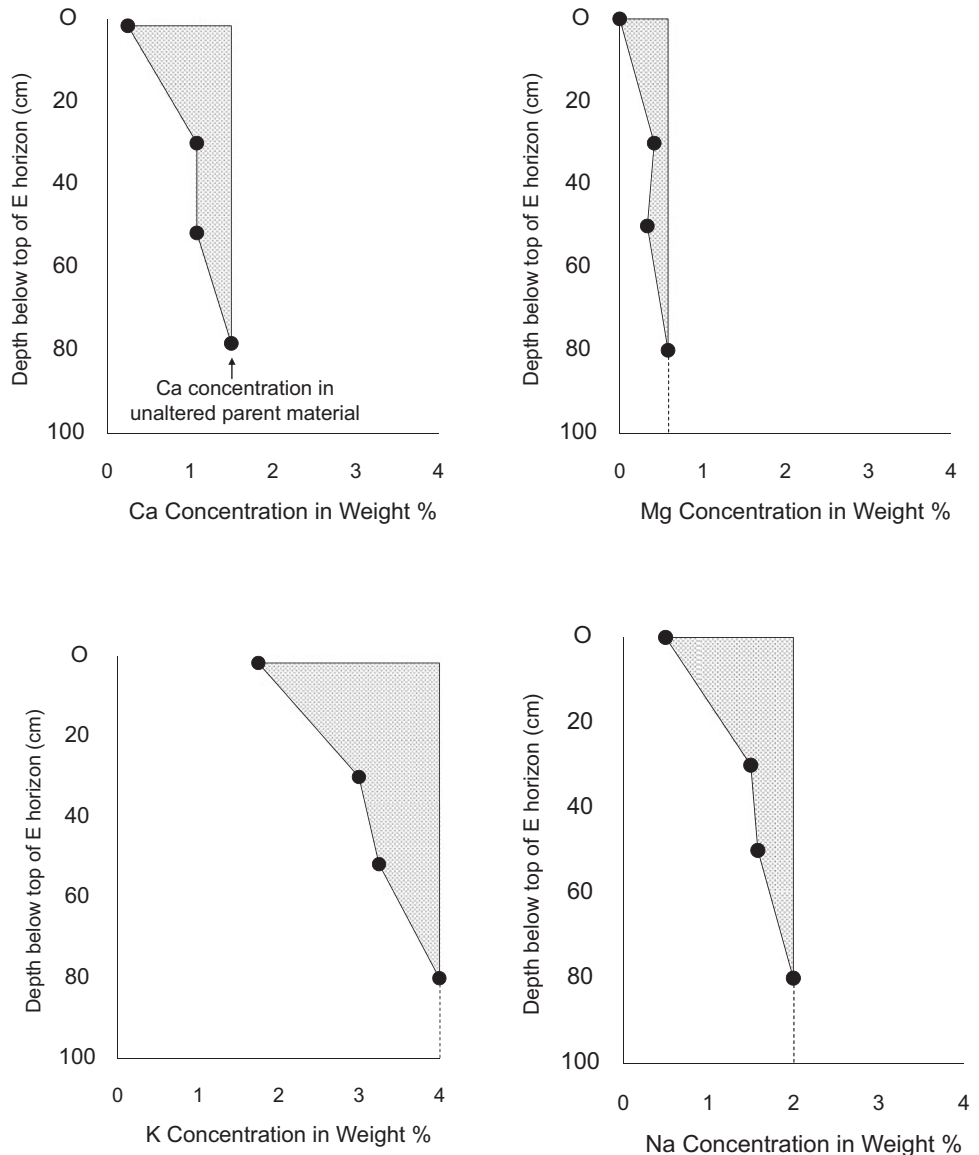 Depth below top of E horizon (cm)
O
20
40
60
80
100
Ca concentration in
unaltered parent material
0 1 2 3 4
Ca Concentration in Weight %
Depth below top of E horizon (cm)
O
20
40
60
80
100
0 1 2 3 4
Mg Concentration in Weight %
Depth below top of E horizon (cm)
O
20
40
60
80
100
0 1 2 3 4
K Concentration in Weight %
Depth below top of E horizon (cm)
O
20
40
60
80
100
0 1 2 3 4
Na Concentration in Weight %